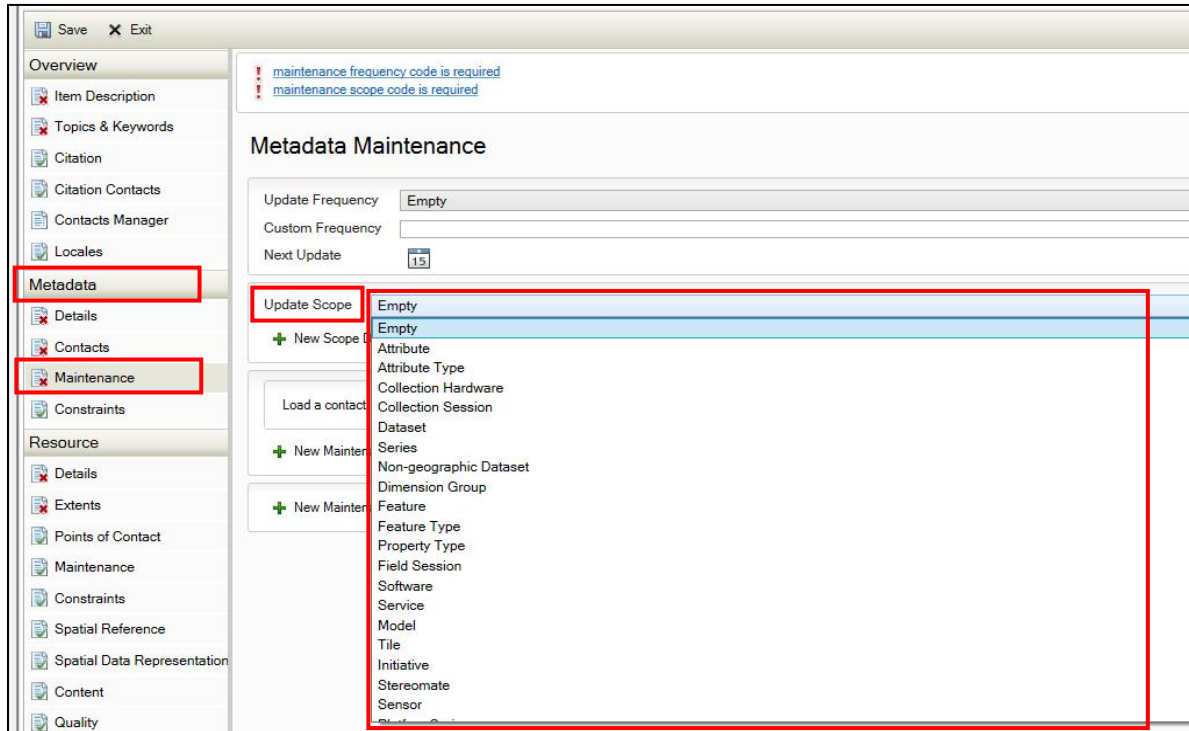 Save Exit
Overview
Item Description
Topics & Keywords
Citation
Citation Contacts
Contacts Manager
Locales
Metadata
Details
Contacts
Maintenance
Constraints
Resource
Details
Extents
Points of Contact
Maintenance
Constraints
Spatial Reference
Spatial Data Representation
Content
Quality
maintenance frequency code is required
maintenance scope code is required
Metadata Maintenance
Update Frequency Empty
Custom Frequency
Next Update 15
Update Scope Empty
New Scope D
Load a contact
New Mainten
New Mainten
Empty
Attribute
Attribute Type
Collection Hardware
Collection Session
Dataset
Series
Non-geographic Dataset
Dimension Group
Feature
Feature Type
Property Type
Field Session
Software
Service
Model
Tile
Initiative
Stereomate
Sensor